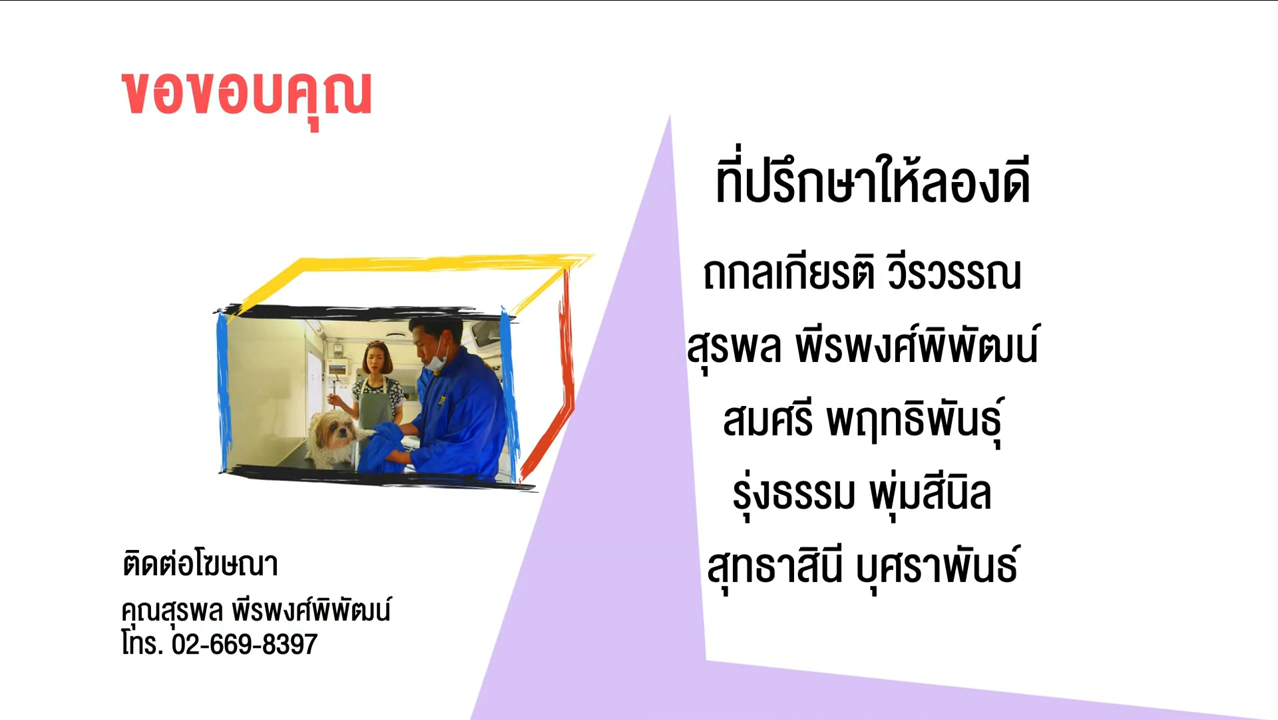 ขอขอบคุณ
ที่ปรึกษาให้ลองดี
ถกลเกียรติ วีรวรรณ
สุรพล พีรพงศ์พิพัฒน์
สมศรี พฤทธิพันธุ์
รุ่งธรรม พุ่มสีนิล
สุทธาสินี บุศราพันธ์
ติดต่อโฆษณา
คุณสุรพล พีรพงศ์พิพัฒน์
โทร. 02-669-8397